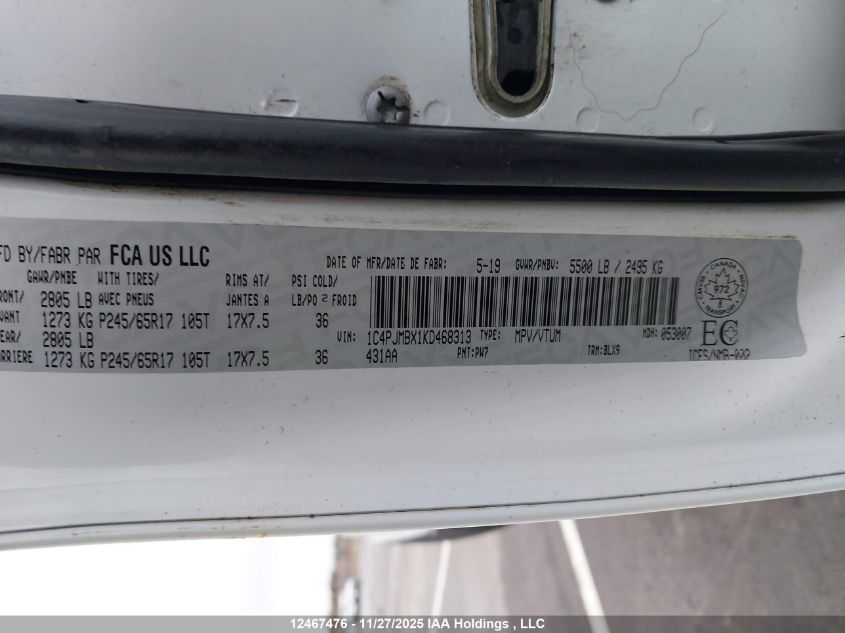 FD BY/FABR PAR FCA US LLC
DATE OF MFR/DATE DE FABR: 5-19 GVWR/PNBV: 5500 LB / 2495 KG
GAWR/PNBE WITH TIRES/ RIMS AT/ PSI COLD/
RONT/ 2805 LB AVEC PNEUS JANTES A LB/PO 2 FROID
VANT 1273 KG P245/65R17 105T 17X7.5 36
EAR/ 2805 LB
VIN: 1C4PJMBX1KD468313 TYPE: MPV/VTUM MDH: 053007
RRIERE 1273 KG P245/65R17 105T 17X7.5 36
431AA PNT:PW7 TRM:BLX9
CANADA
972
TRANSPORT
EC
ICES/NMB-002
12467476 - 11/27/2025 IAA Holdings , LLC